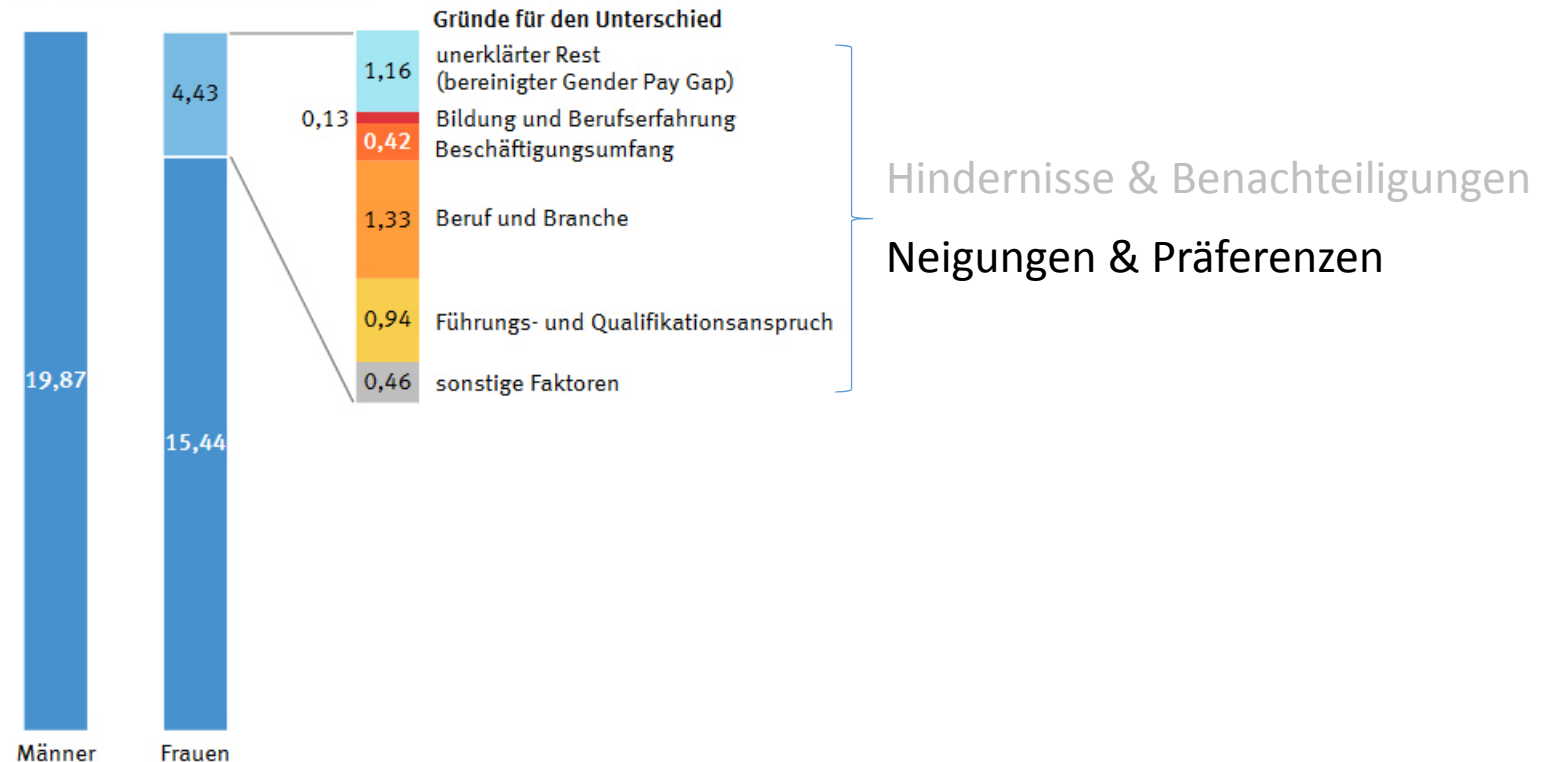 Gründe für den Unterschied
unerklärter Rest
(bereinigter Gender Pay Gap)
Bildung und Berufserfahrung
Beschäftigungsumfang
Beruf und Branche
Führungs- und Qualifikationsanspruch
sonstige Faktoren
1,16
0,13
0,42
1,33
0,94
0,46
4,43
19,87
15,44
Männer
Frauen
Hindernisse & Benachteiligungen
Neigungen & Präferenzen